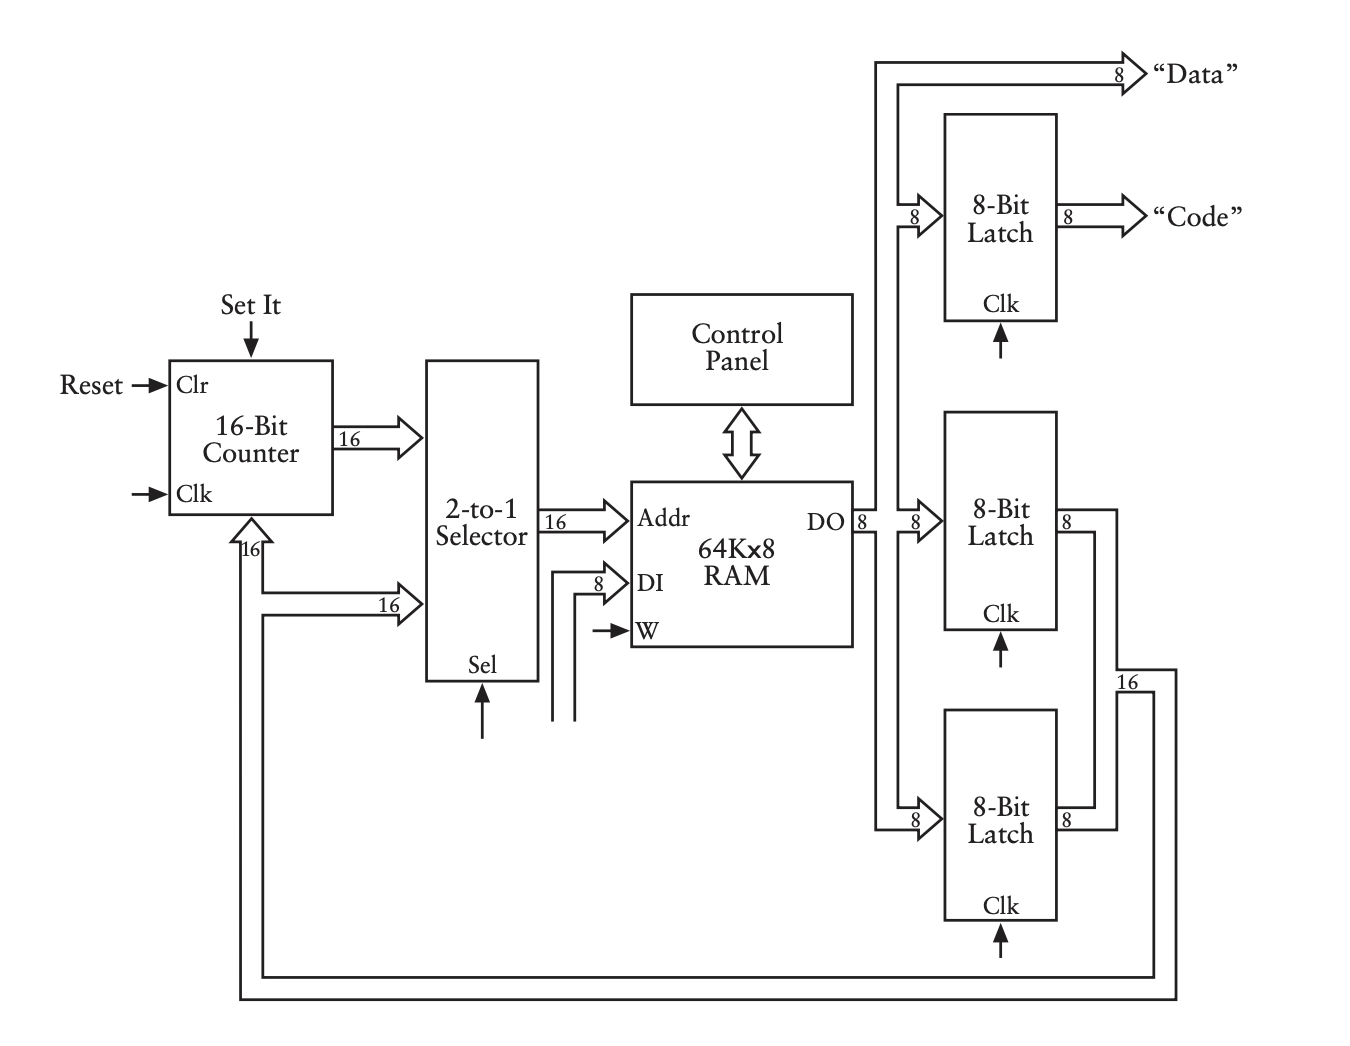 8 “Data”
8-Bit
Latch
8
8 “Code”
Clk
Set It
Reset
Clr
16-Bit
Counter
Clk
16
Control
Panel
2-to-1
Selector
Sel
16
16
16
Addr
DO
64Kx8
RAM
8
DI
W
8
8
8-Bit
Latch
Clk
8
16
8
8-Bit
Latch
Clk
8